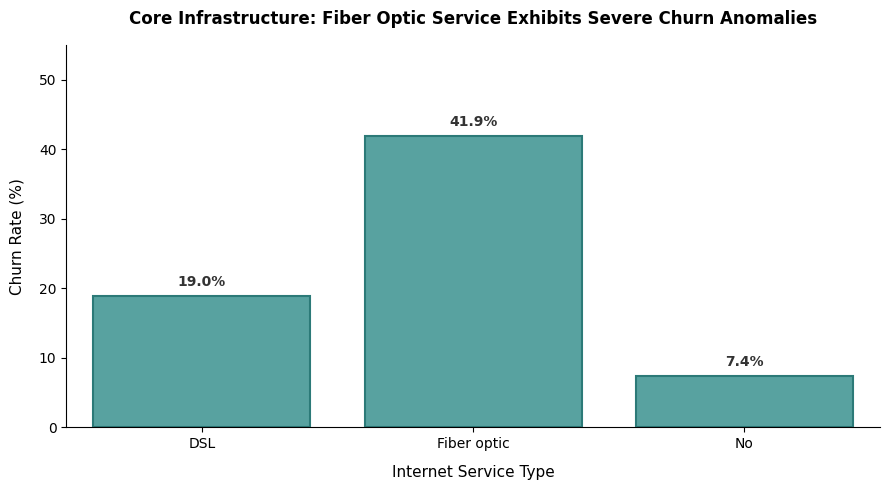 Core Infrastructure: Fiber Optic Service Exhibits Severe Churn Anomalies
Churn Rate (%)
50
40
30
20
10
0
19.0%
41.9%
7.4%
DSL
Fiber optic
No
Internet Service Type